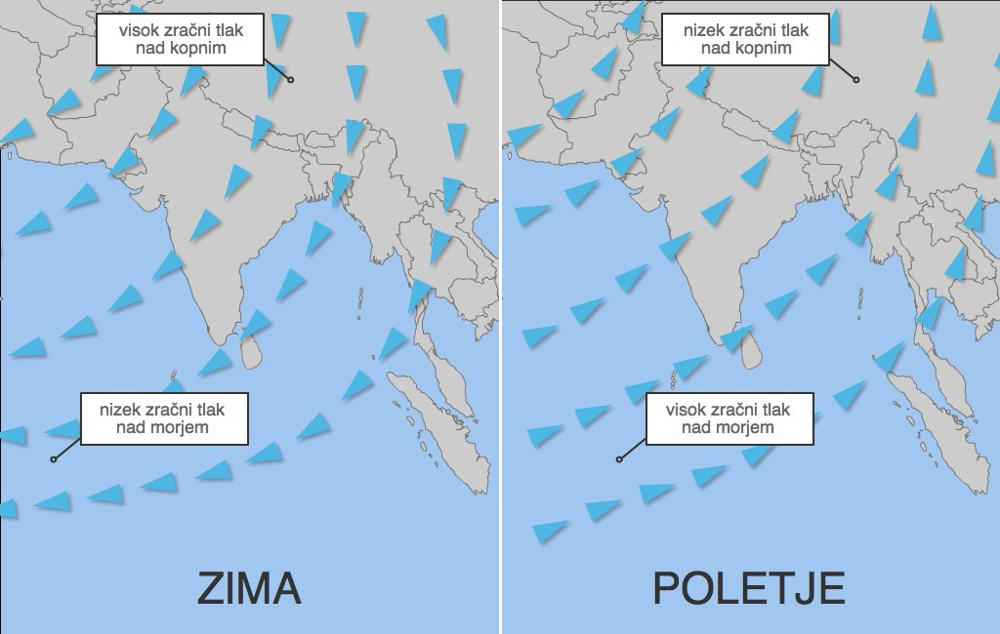 visok zračni tlak
nad kopnim
nizek zračni tlak
nad morjem
ZIMA
nizek zračni tlak
nad kopnim
visok zračni tlak
nad morjem
POLETJE